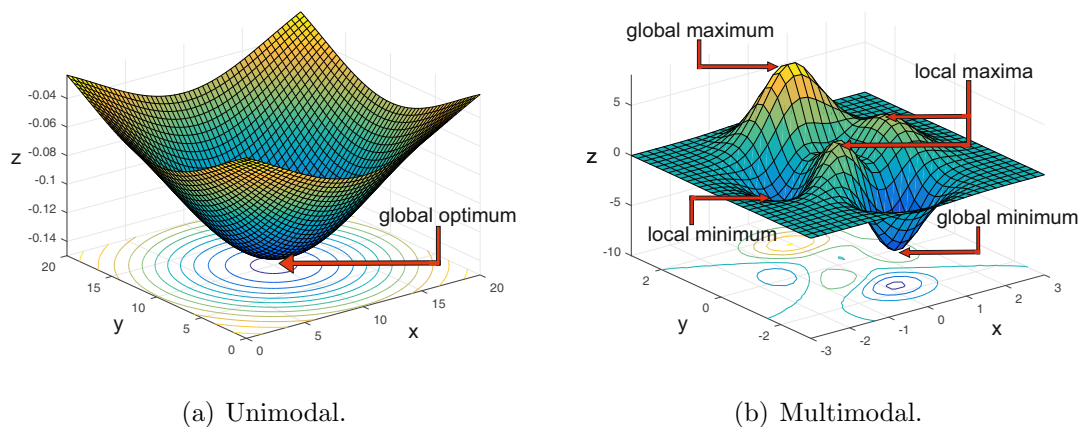 -0.04
-0.06
-0.08
-0.1
-0.12
-0.14
z
global optimum
20
15
10
5
0
y
0
5
10
15
20
x
(a) Unimodal.
global maximum
local maxima
5
0
-5
-10
z
local minimum
global minimum
2
0
-2
y
-3
-2
-1
0
1
2
3
x
(b) Multimodal.